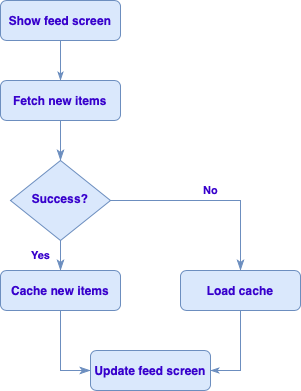 Show feed screen
Fetch new items
Success?
No
Yes
Cache new items
Load cache
Update feed screen